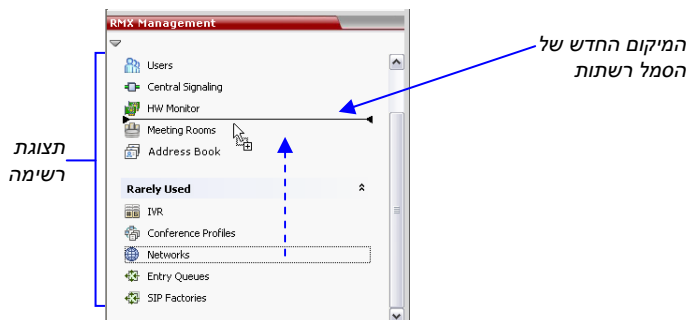 RMX Management
Users
Central Signaling
HW Monitor
Meeting Rooms
Address Book
Rarely Used
IVR
Conference Profiles
Networks
Entry Queues
SIP Factories
המיקום החדש של
הסמל רשתות
תצוגת
רשימה